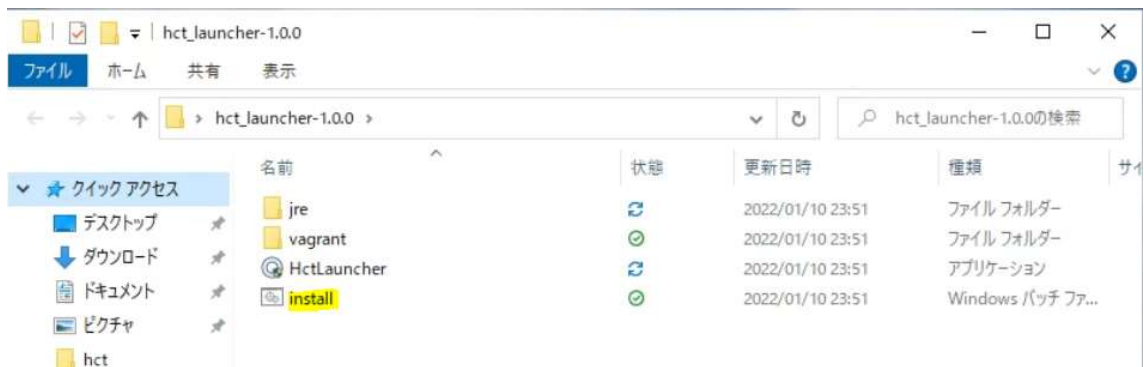 hct_launcher-1.0.0
ファイル ホーム 共有 表示
hct_launcher-1.0.0 hct_launcher-1.0.0の検索
名前 状態 更新日時 種類 サイ
クイック アクセス
jre 2022/01/10 23:51 ファイル フォルダー
デスクトップ
vagrant 2022/01/10 23:51 ファイル フォルダー
ダウンロード
HctLauncher 2022/01/10 23:51 アプリケーション
ドキュメント
install 2022/01/10 23:51 Windows バッチ ファ...
ピクチャ
hct